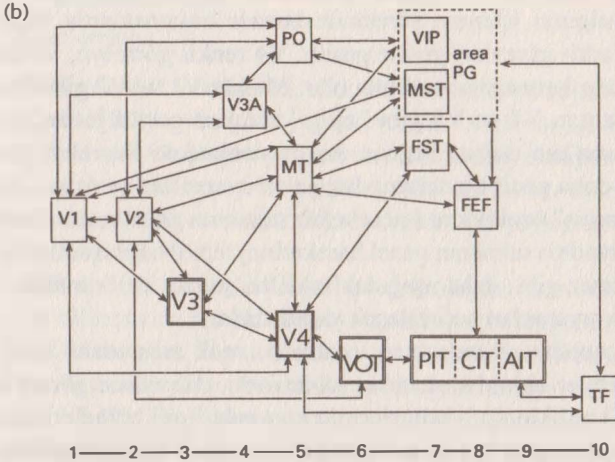 (b)
PO
VIP
area
PG
V3A
MST
MT
FST
V1
V2
FEF
V3
V4
VOT
PIT CIT AIT
TF
1 2 3 4 5 6 7 8 9 10